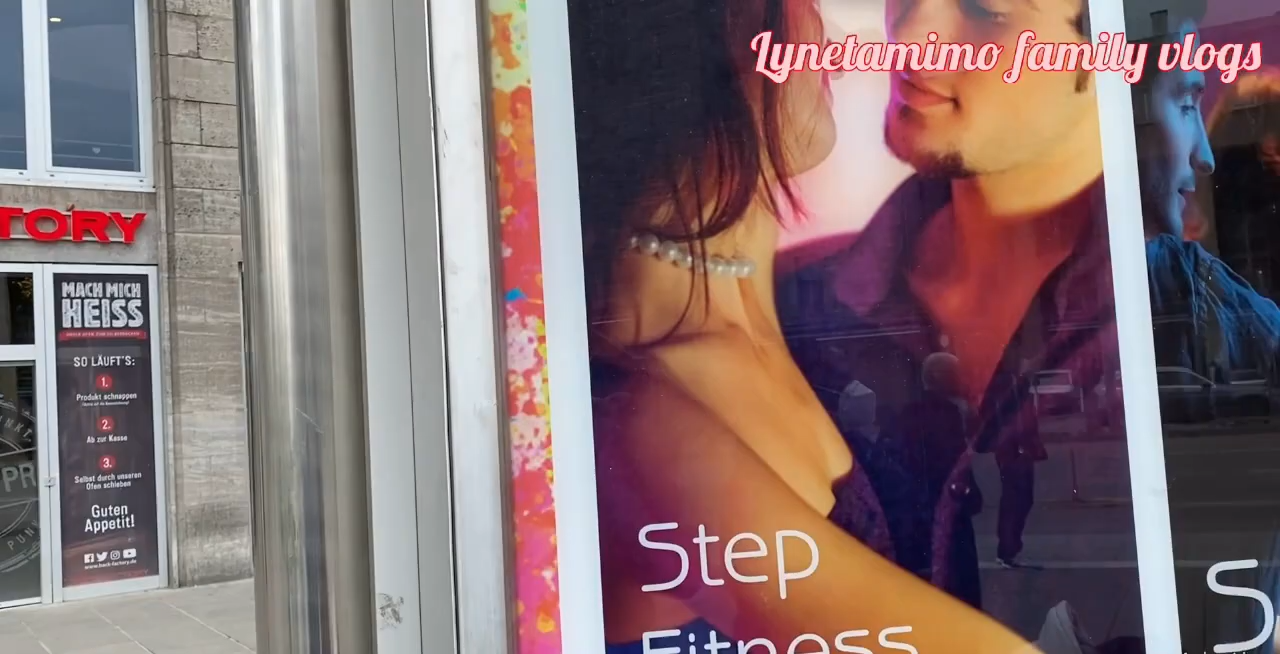 Lynetamimo family vlogs
TORY
MACH MICH
HEISS
SO LÄUFT'S:
1.
Produkt schnappen
2.
Ab zur Kasse
3.
Selbst durch unseren
Ofen schieben
Guten
Appetit!
www.back-factory.de
PR
Step
Fitness
S